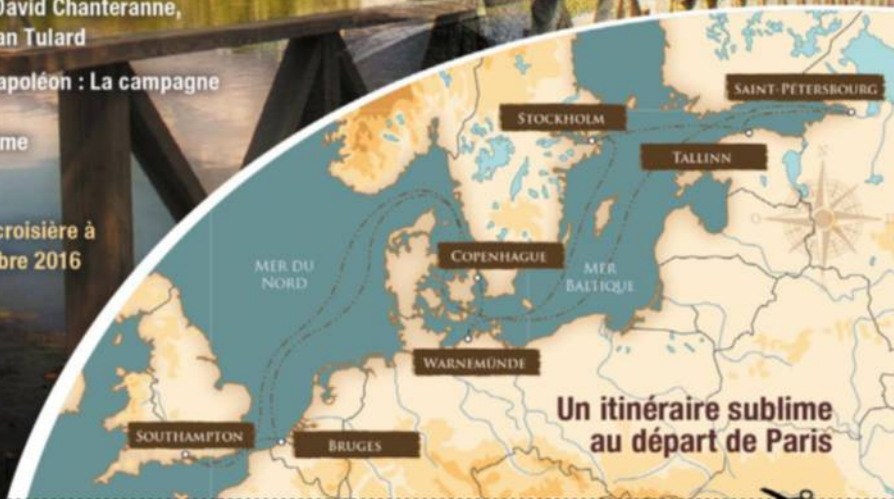 David Chanteranne,
an Tulard
apoléon : La campagne
me
croisière à
bre 2016
STOCKHOLM
SAINT-PÉTERSBOURG
TALLINN
MER DU
NORD
COPENHAGUE
MER
BALTIQUE
WARNEMÜNDE
SOUTHAMPTON
BRUGES
Un itinéraire sublime
au départ de Paris